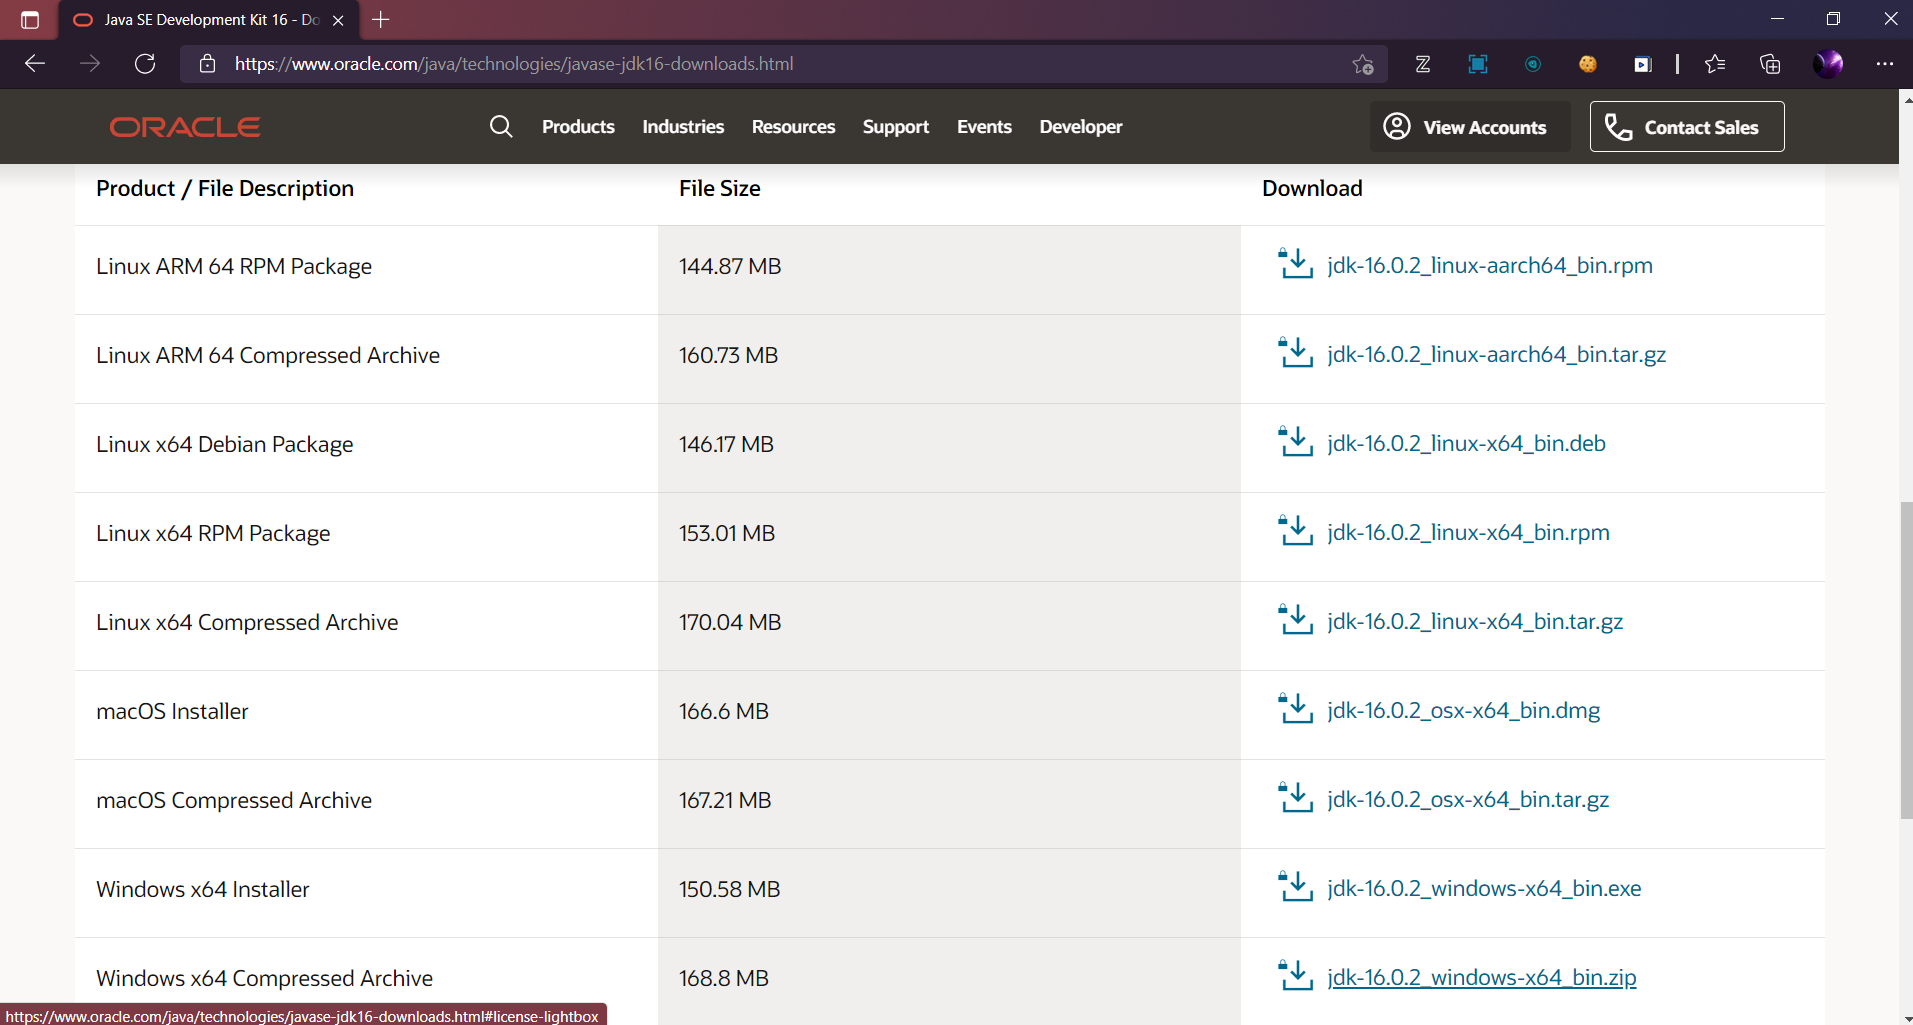 Java SE Development Kit 16 - Do
https://www.oracle.com/java/technologies/javase-jdk16-downloads.html
ORACLE Products Industries Resources Support Events Developer View Accounts Contact Sales
Product / File Description File Size Download
Linux ARM 64 RPM Package 144.87 MB jdk-16.0.2_linux-aarch64_bin.rpm
Linux ARM 64 Compressed Archive 160.73 MB jdk-16.0.2_linux-aarch64_bin.tar.gz
Linux x64 Debian Package 146.17 MB jdk-16.0.2_linux-x64_bin.deb
Linux x64 RPM Package 153.01 MB jdk-16.0.2_linux-x64_bin.rpm
Linux x64 Compressed Archive 170.04 MB jdk-16.0.2_linux-x64_bin.tar.gz
macOS Installer 166.6 MB jdk-16.0.2_osx-x64_bin.dmg
macOS Compressed Archive 167.21 MB jdk-16.0.2_osx-x64_bin.tar.gz
Windows x64 Installer 150.58 MB jdk-16.0.2_windows-x64_bin.exe
Windows x64 Compressed Archive 168.8 MB jdk-16.0.2_windows-x64_bin.zip
https://www.oracle.com/java/technologies/javase-jdk16-downloads.html#license-lightbox